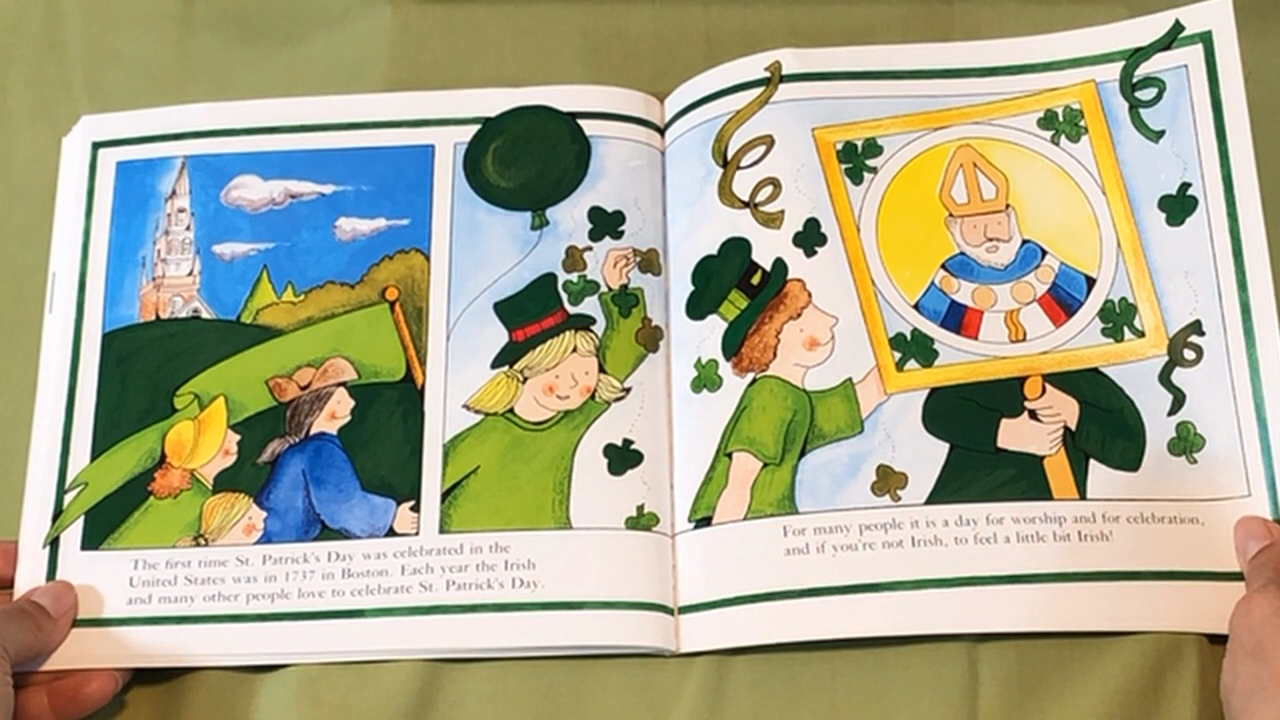 The first time St. Patrick's Day was celebrated in the
United States was in 1737 in Boston. Each year the Irish
and many other people love to celebrate St. Patrick's Day.
For many people it is a day for worship and for celebration,
and if you're not Irish, to feel a little bit Irish!